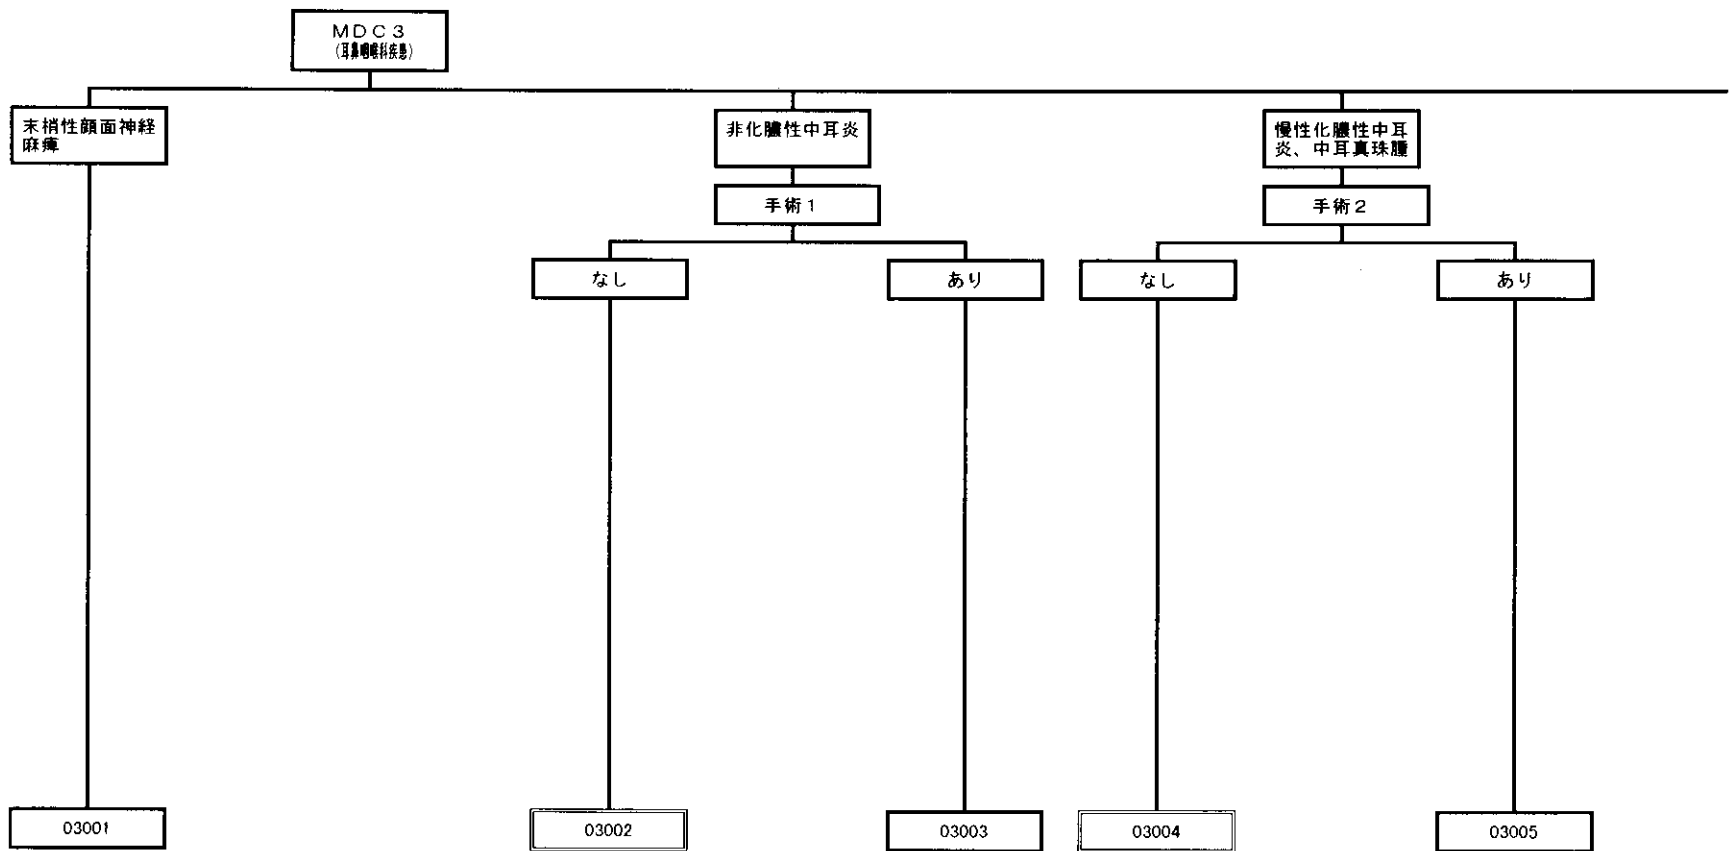 MDC3
(耳鼻咽喉科疾患)
末梢性顔面神経
麻痺
非化膿性中耳炎
慢性化膿性中耳
炎、中耳真珠腫
手術1
手術2
なし
あり
なし
あり
03001
03002
03003
03004
03005